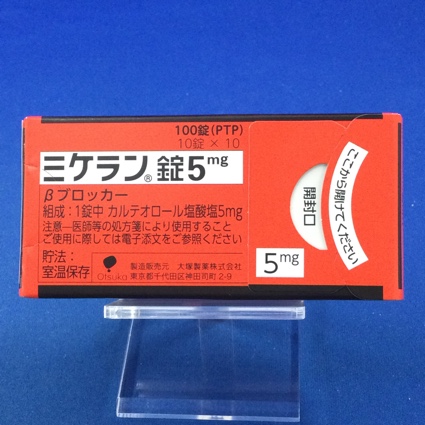 100錠(PTP)
10錠 × 10
ミケラン®錠5mg
βブロッカー
組成:1錠中 カルテオロール塩酸塩5mg
注意―医師等の処方箋により使用すること
ご使用に際しては電子添文をご参照ください
貯法:
室温保存
Otsuka
製造販売元 大塚製薬株式会社
東京都千代田区神田司町2-9
ここから開けてください
開封口
5mg